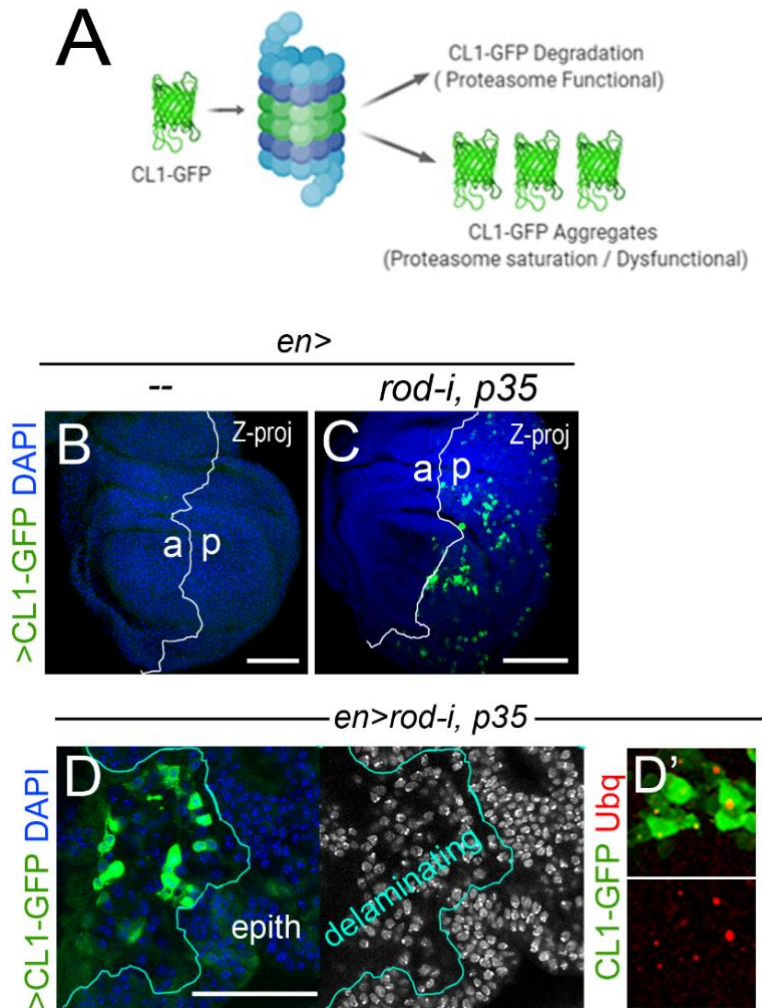 A
CL1-GFP
CL1-GFP Degradation
( Proteasome Functional)
CL1-GFP Aggregates
(Proteasome saturation / Dysfunctional)
en>
-- rod-i, p35
>CL1-GFP DAPI
B Z-proj
a p
C Z-proj
a p
en>rod-i, p35
>CL1-GFP DAPI
D
epith
delaminating
CL1-GFP Ubq
D'